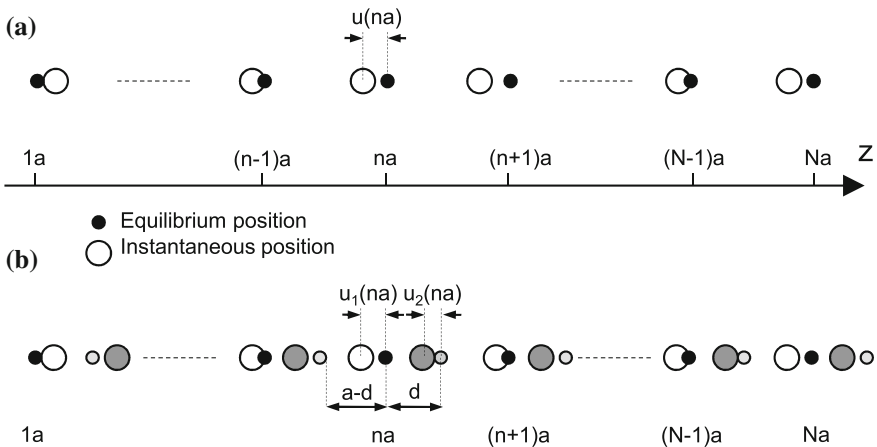 (a)
u(na)
1a (n-1)a na (n+1)a (N-1)a Na z
Equilibrium position
Instantaneous position
(b)
u1(na) u2(na)
a-d d
1a na (n+1)a (N-1)a Na